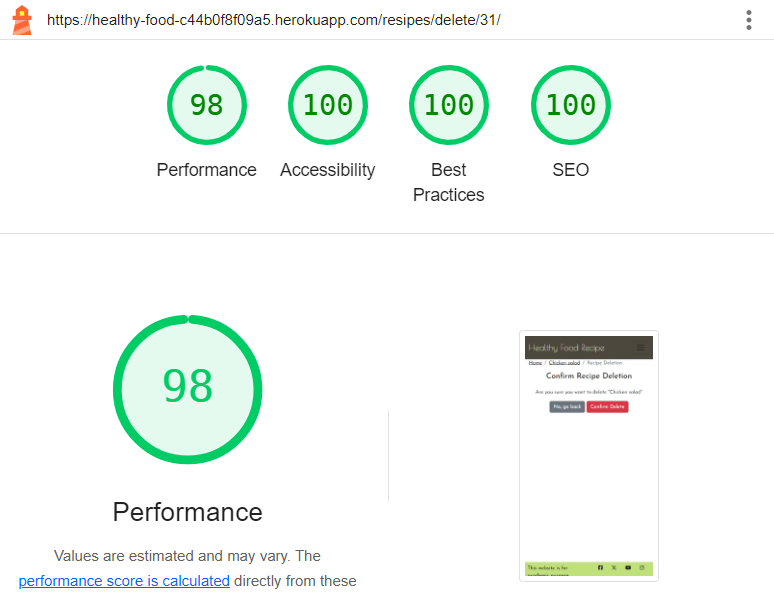 https://healthy-food-c44b0f8f09a5.herokuapp.com/resipes/delete/31/
98
100
100
100
Performance
Accessibility
Best
Practices
SEO
98
Performance
Values are estimated and may vary. The
performance score is calculated directly from these
Healthy Food Recipe
Home / Chicken salad / Recipe Deletion
Confirm Recipe Deletion
Are you sure you want to delete "Chicken salad"
No, go back
Confirm Delete
This website is for